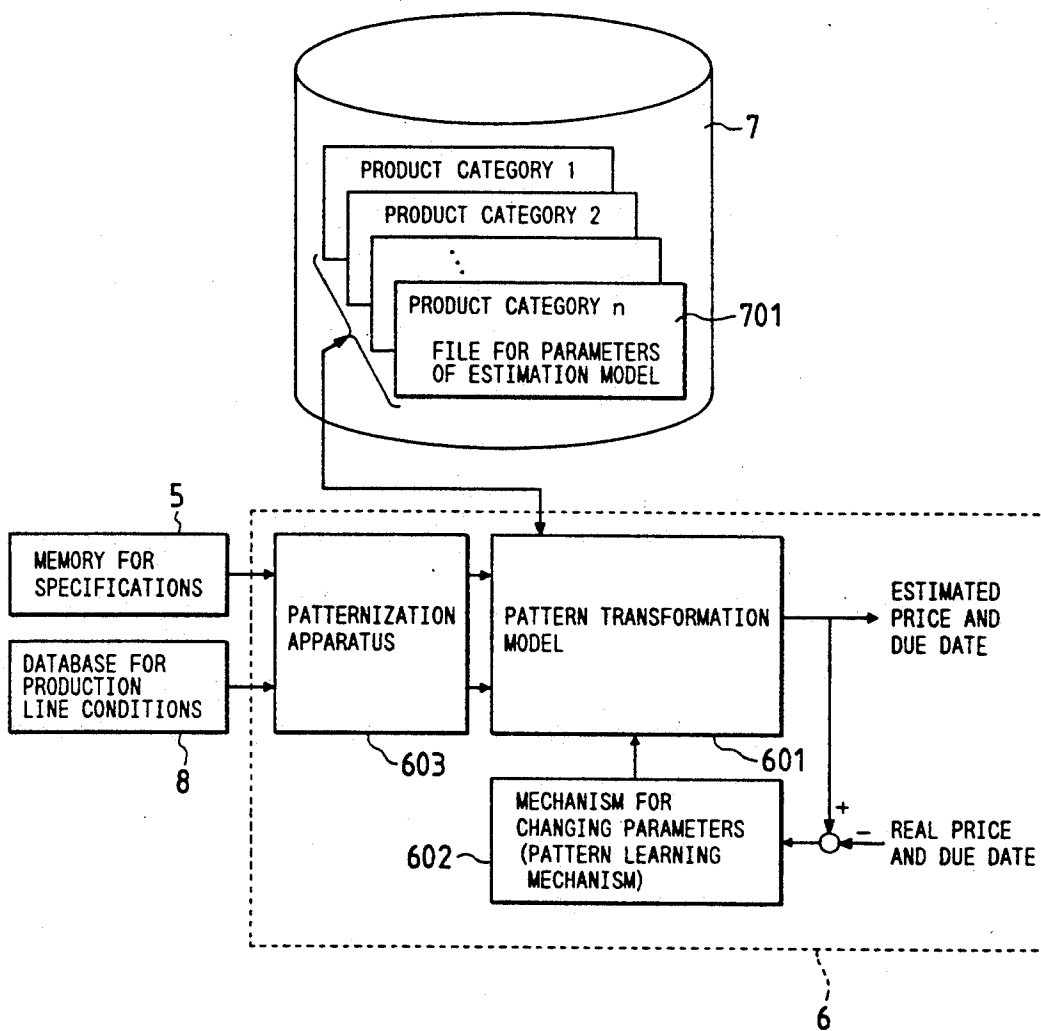 7
PRODUCT CATEGORY 1
PRODUCT CATEGORY 2
PRODUCT CATEGORY n
701
FILE FOR PARAMETERS
OF ESTIMATION MODEL
5
MEMORY FOR
SPECIFICATIONS
DATABASE FOR
PRODUCTION
LINE CONDITIONS
8
PATTERNIZATION
APPARATUS
603
PATTERN TRANSFORMATION
MODEL
601
ESTIMATED
PRICE AND
DUE DATE
MECHANISM FOR
CHANGING PARAMETERS
(PATTERN LEARNING
MECHANISM)
602
+
−
REAL PRICE
AND DUE DATE
6